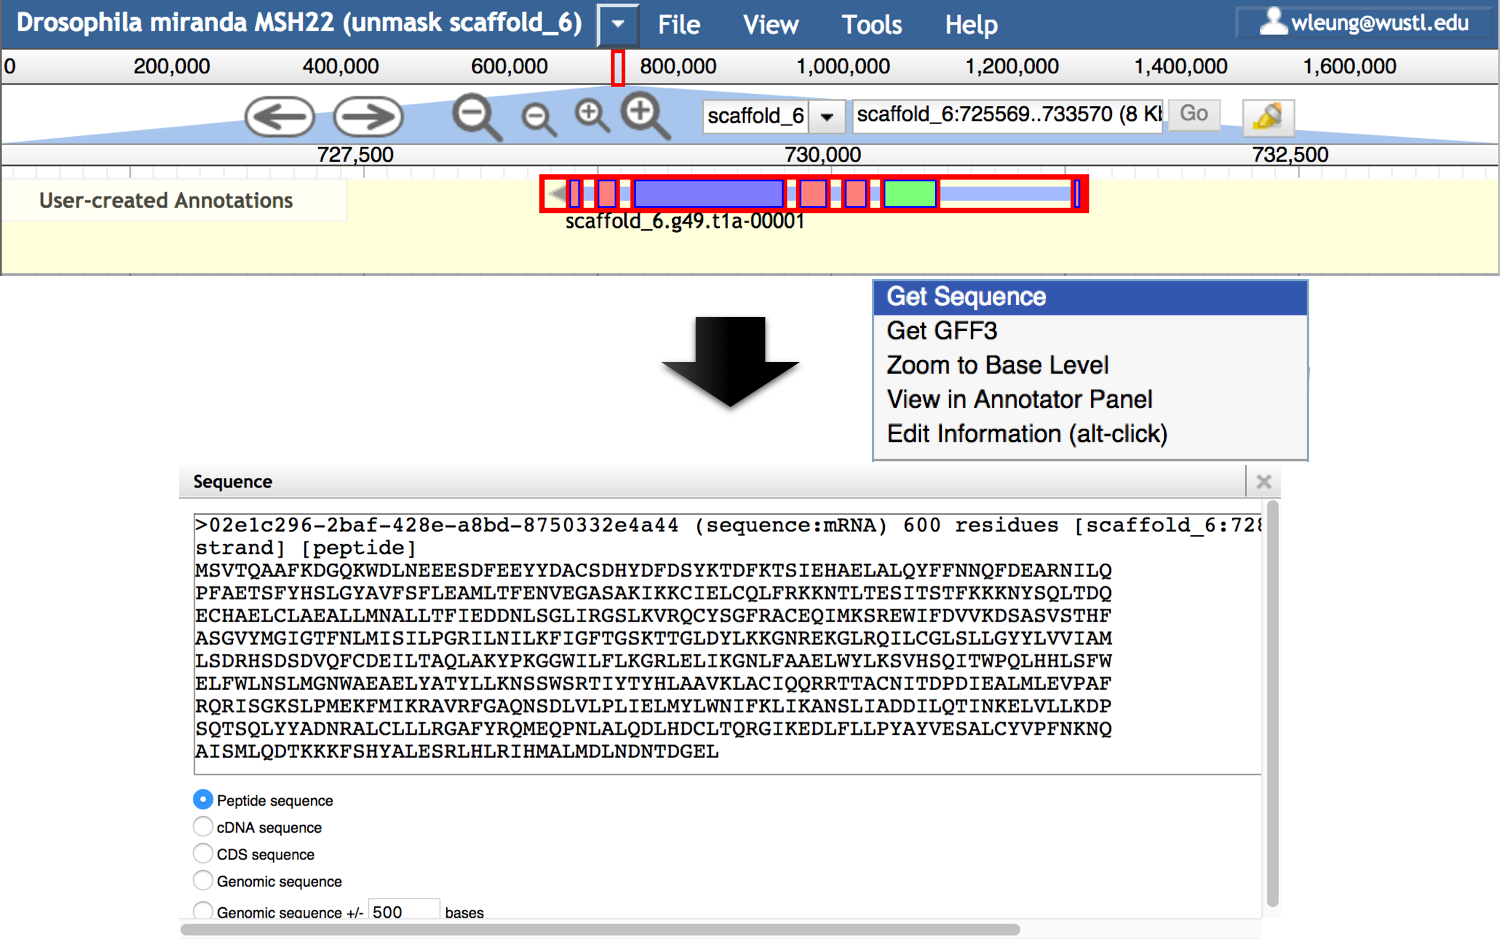 Drosophila miranda MSH22 (unmask scaffold_6) File View Tools Help wleung@wustl.edu
0 200,000 400,000 600,000 800,000 1,000,000 1,200,000 1,400,000 1,600,000
scaffold_6 scaffold_6:725569..733570 (8 Kb Go
727,500 730,000 732,500
User-created Annotations
scaffold_6.g49.t1a-00001
Get Sequence
Get GFF3
Zoom to Base Level
View in Annotator Panel
Edit Information (alt-click)
Sequence
>02e1c296-2baf-428e-a8bd-8750332e4a44 (sequence:mRNA) 600 residues [scaffold_6:728
strand] [peptide]
MSVTQAAFKDGQKWDLNEEESDFEEYYDACSDHYDFDSYKTDFKTSIEHAELALQYFFNNQFDEARNILQ
PFAETSFYHSLGYAVFSFLEAMLTFENVEGASAKIKKCIELCQLFRKKNTLTESITSTFKKKNYSQLTDQ
ECHAELCLAEALLMNALLTFIEDDNLSGLIRGSLKVRQCYSGFRACEQIMKSREWIFDVVKDSASVSTHF
ASGVYMGIGTFNLMISILPGRILNILKFIGFTGSKTTGLDYLKKGNREKGLRQILCGLSLLGYYLVVIAM
LSDRHSDSDVQFCDEILTAQLAKYPKGGWILFLKGRLELIKGNLFAAELWYLKSVHSQITWPQLHHLSFW
ELFWLNSLMGNWAEAELYATYLLKNSSWSRTIYTYHLAAVKLACIQQRRTTACNITDPDIEALMLEVPAF
RQRISGKSLPMEKFMIKRAVRFGAQNSDLVLPLIELMYLWNIFKLIKANSLIADDILQTINKELVLLKDP
SQTSQLYYADNRALCLLLLRGAFYRQMEQPNLALQDLHDCLTQRGIKEDLFLLPYAYVESALCYVPFNKNQ
AISMLQDTKKKFSHYALESRLHLRIHMALMDLNDNTDGEL
Peptide sequence
cDNA sequence
CDS sequence
Genomic sequence
Genomic sequence +/- 500 bases